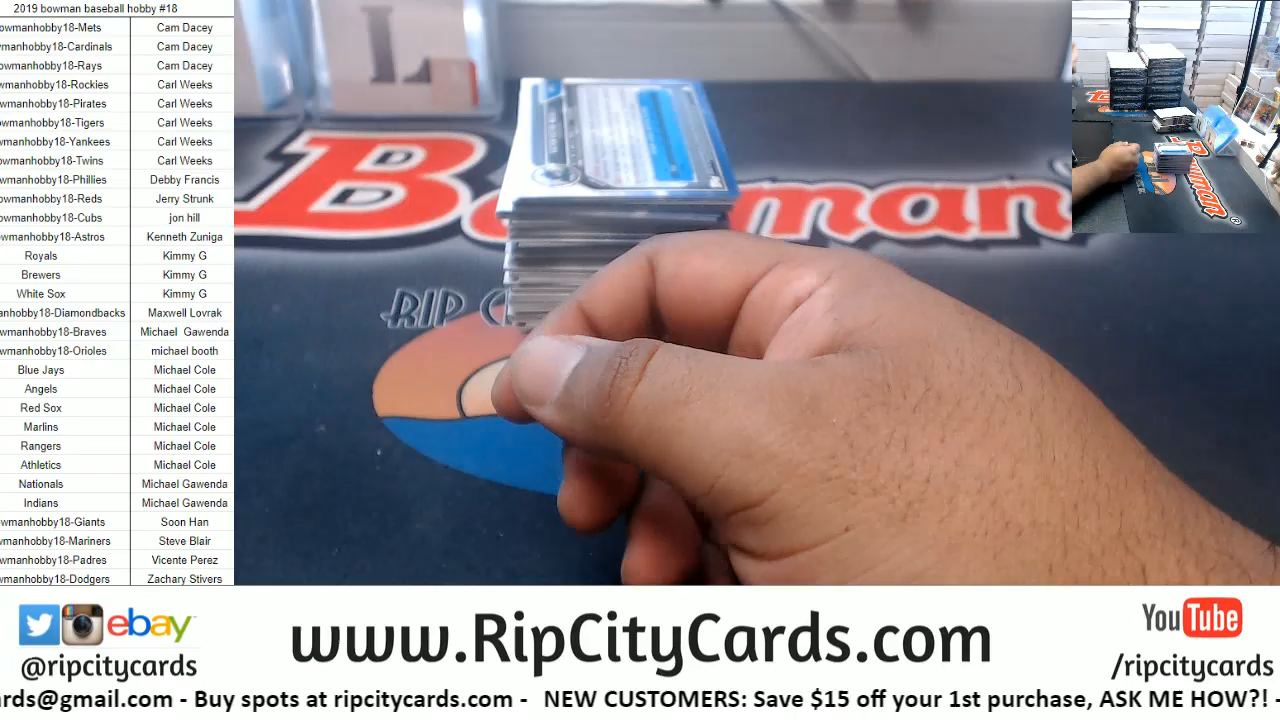 2019 bowman baseball hobby #18
owmanhobby18-Mets Cam Dacey
wmanhobby18-Cardinals Cam Dacey
owmanhobby18-Rays Cam Dacey
owmanhobby18-Rockies Carl Weeks
owmanhobby18-Pirates Carl Weeks
owmanhobby18-Tigers Carl Weeks
wmanhobby18-Yankees Carl Weeks
owmanhobby18-Twins Carl Weeks
wmanhobby18-Phillies Debby Francis
owmanhobby18-Reds Jerry Strunk
owmanhobby18-Cubs jon hill
owmanhobby18-Astros Kenneth Zuniga
Royals Kimmy G
Brewers Kimmy G
White Sox Kimmy G
anhobby18-Diamondbacks Maxwell Lovrak
owmanhobby18-Braves Michael Gawenda
wmanhobby18-Orioles michael booth
Blue Jays Michael Cole
Angels Michael Cole
Red Sox Michael Cole
Marlins Michael Cole
Rangers Michael Cole
Athletics Michael Cole
Nationals Michael Gawenda
Indians Michael Gawenda
owmanhobby18-Giants Soon Han
wmanhobby18-Mariners Steve Blair
owmanhobby18-Padres Vicente Perez
wmanhobby18-Dodgers Zachary Stivers
B man
RIP C
ebay
@ripcitycards
www.RipCityCards.com
YouTube
/ripcitycards
ards@gmail.com - Buy spots at ripcitycards.com - NEW CUSTOMERS: Save $15 off your 1st purchase, ASK ME HOW?! -